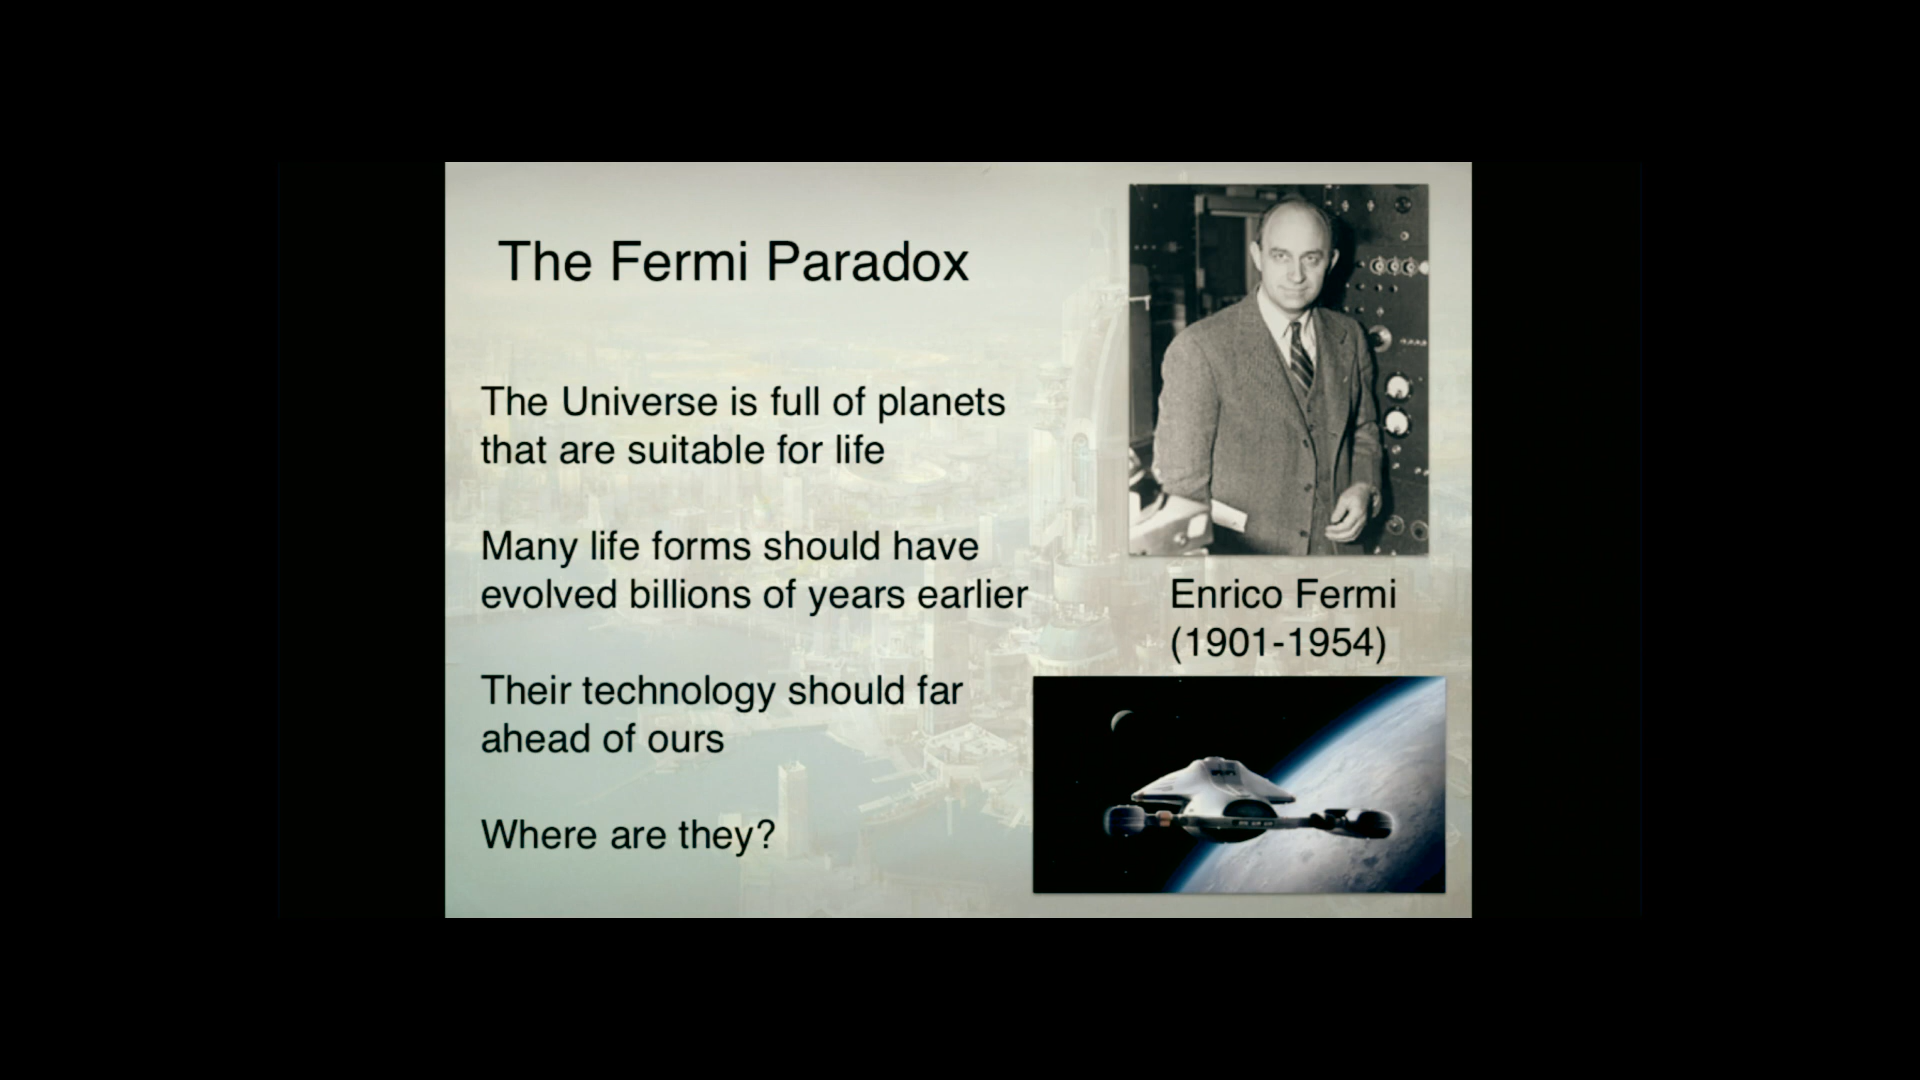 The Fermi Paradox
The Universe is full of planets
that are suitable for life
Many life forms should have
evolved billions of years earlier
Their technology should far
ahead of ours
Where are they?
Enrico Fermi
(1901-1954)